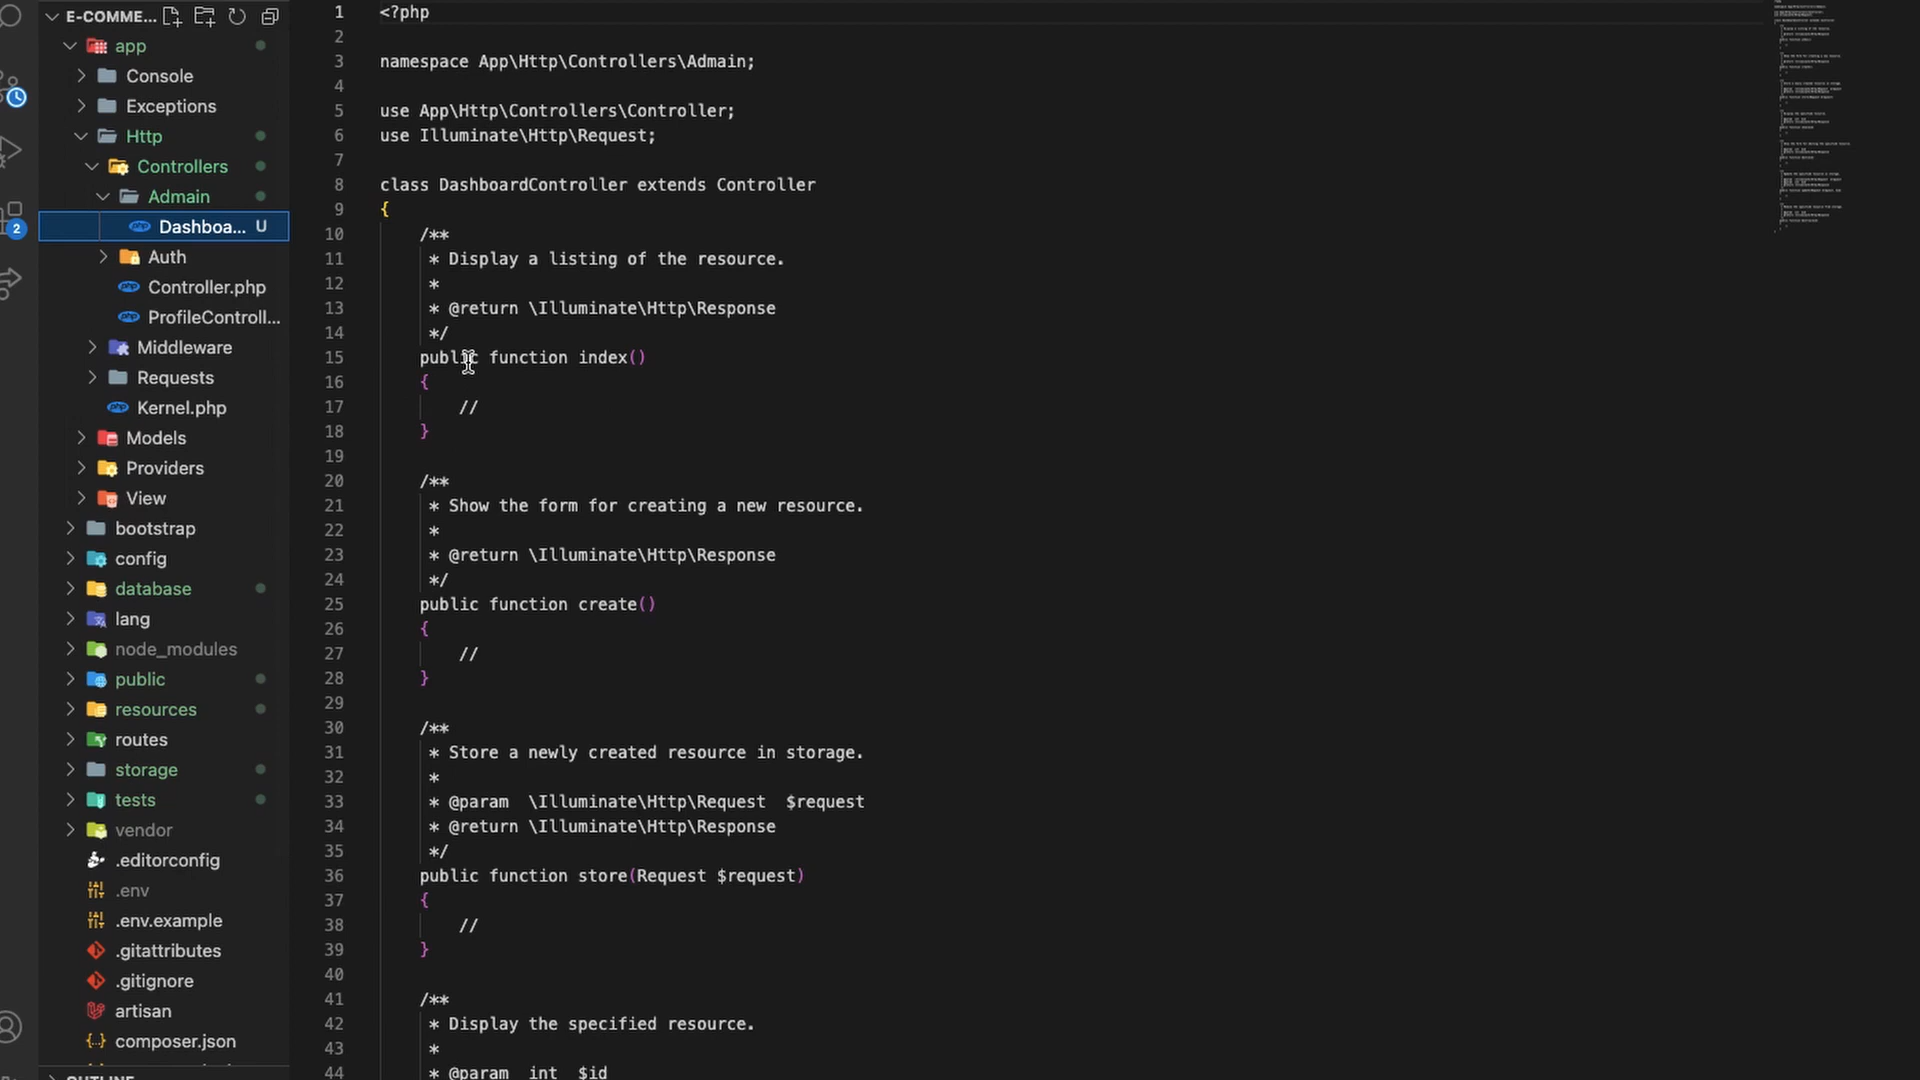 E-COMME...
app
Console
Exceptions
Http
Controllers
Admain
Dashboa... U
Auth
Controller.php
ProfileControll...
Middleware
Requests
Kernel.php
Models
Providers
View
bootstrap
config
database
lang
node_modules
public
resources
routes
storage
tests
vendor
.editorconfig
.env
.env.example
.gitattributes
.gitignore
artisan
composer.json
2
1 <?php
2
3 namespace App\Http\Controllers\Admain;
4
5 use App\Http\Controllers\Controller;
6 use Illuminate\Http\Request;
7
8 class DashboardController extends Controller
9 {
10 /**
11 * Display a listing of the resource.
12 *
13 * @return \Illuminate\Http\Response
14 */
15 public function index()
16 {
17 //
18 }
19
20 /**
21 * Show the form for creating a new resource.
22 *
23 * @return \Illuminate\Http\Response
24 */
25 public function create()
26 {
27 //
28 }
29
30 /**
31 * Store a newly created resource in storage.
32 *
33 * @param  \Illuminate\Http\Request  $request
34 * @return \Illuminate\Http\Response
35 */
36 public function store(Request $request)
37 {
38 //
39 }
40
41 /**
42 * Display the specified resource.
43 *
44 * @param  int  $id